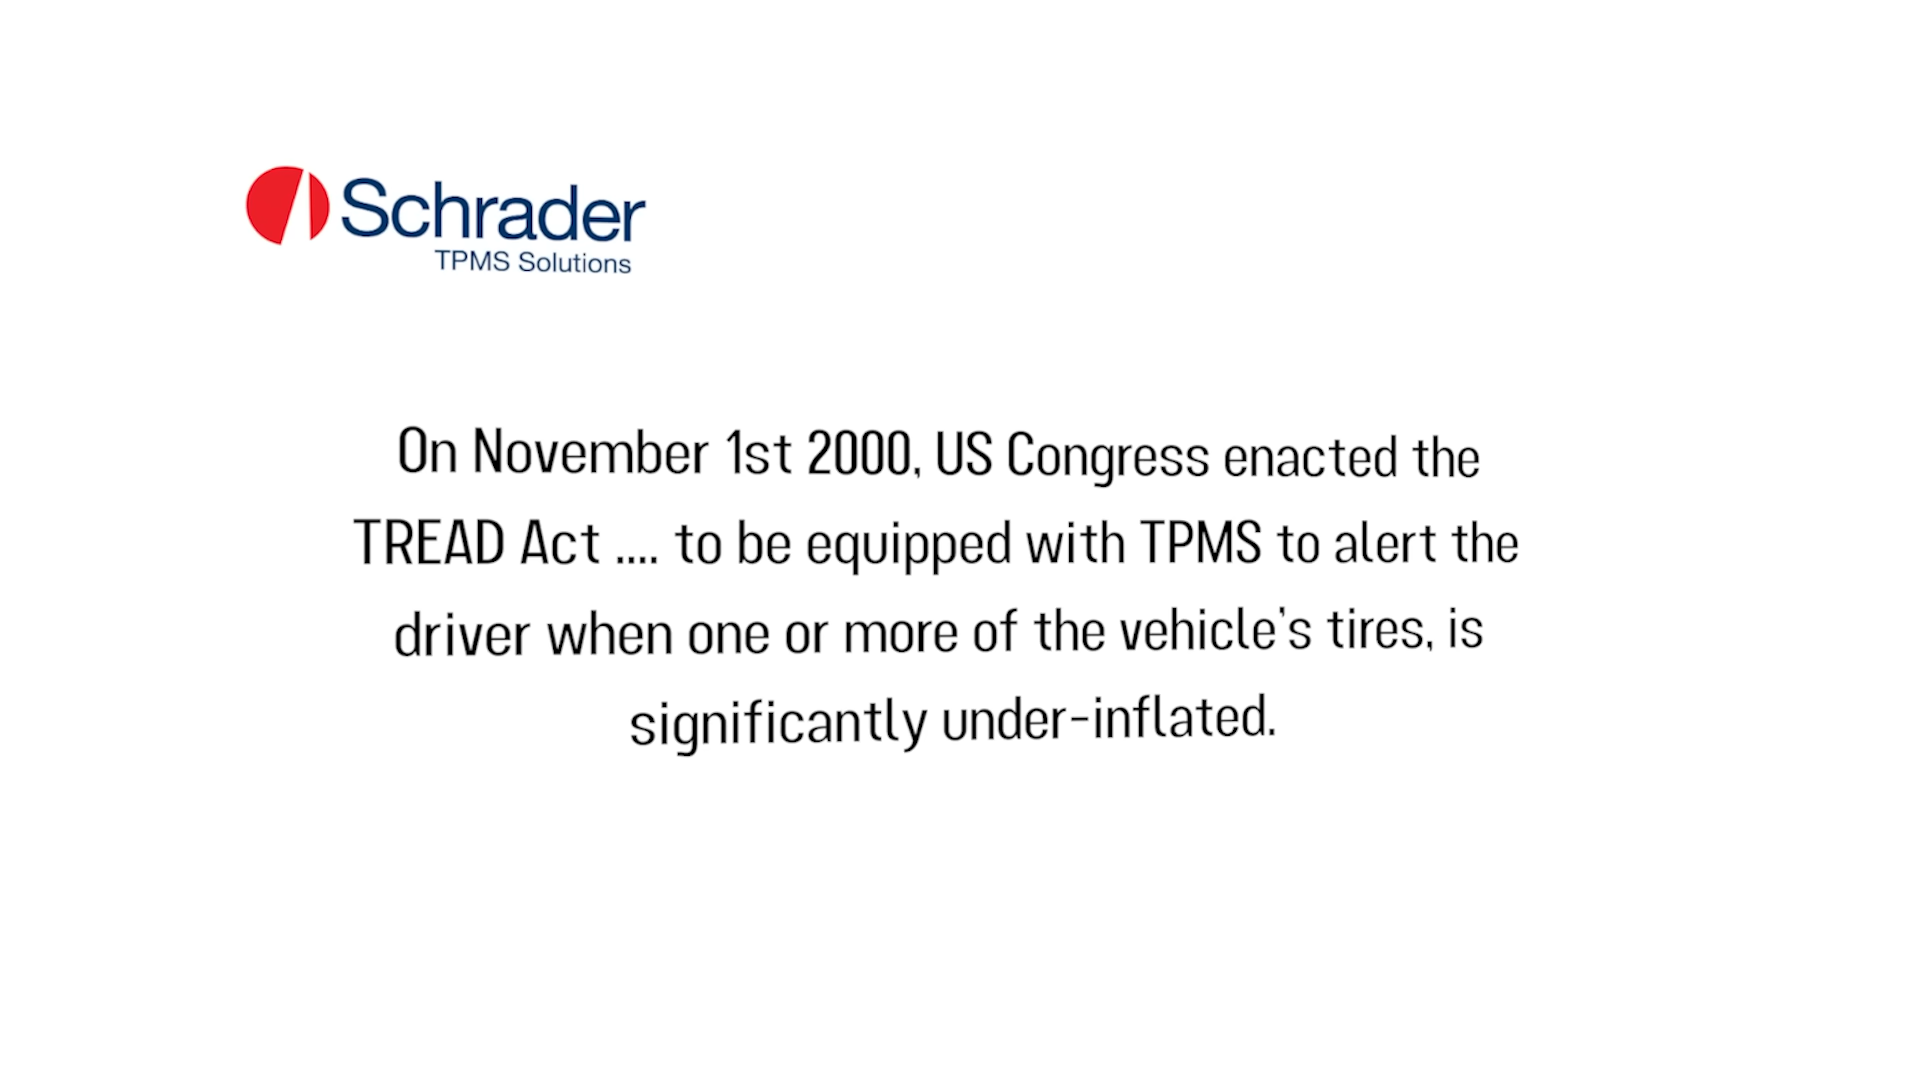 Schrader
TPMS Solutions
On November 1st 2000, US Congress enacted the
TREAD Act .... to be equipped with TPMS to alert the
driver when one or more of the vehicle's tires, is
significantly under-inflated.